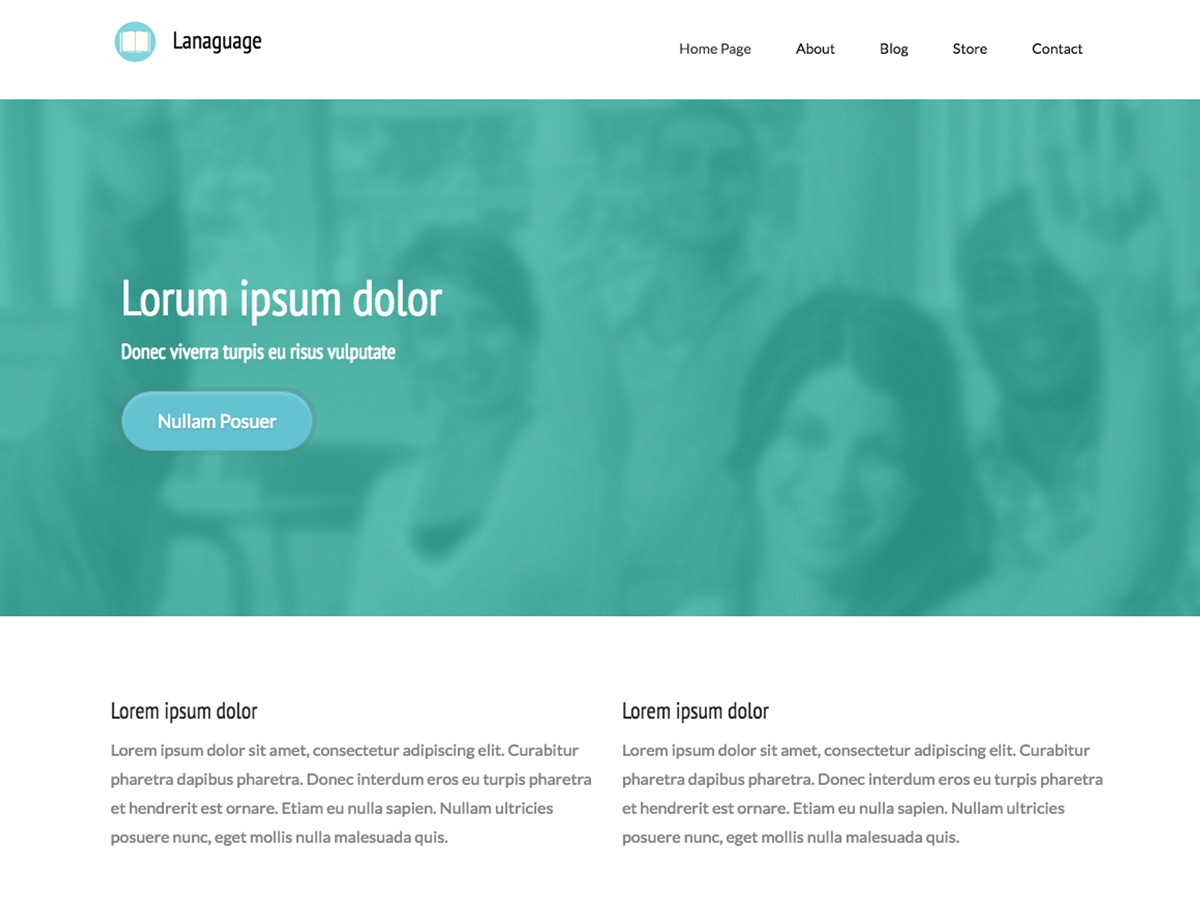 Lanaguage
Home Page About Blog Store Contact
Lorum ipsum dolor
Donec viverra turpis eu risus vulputate
Nullam Posuer
Lorem ipsum dolor
Lorem ipsum dolor sit amet, consectetur adipiscing elit. Curabitur
pharetra dapibus pharetra. Donec interdum eros eu turpis pharetra
et hendrerit est ornare. Etiam eu nulla sapien. Nullam ultricies
posuere nunc, eget mollis nulla malesuada quis.
Lorem ipsum dolor
Lorem ipsum dolor sit amet, consectetur adipiscing elit. Curabitur
pharetra dapibus pharetra. Donec interdum eros eu turpis pharetra
et hendrerit est ornare. Etiam eu nulla sapien. Nullam ultricies
posuere nunc, eget mollis nulla malesuada quis.